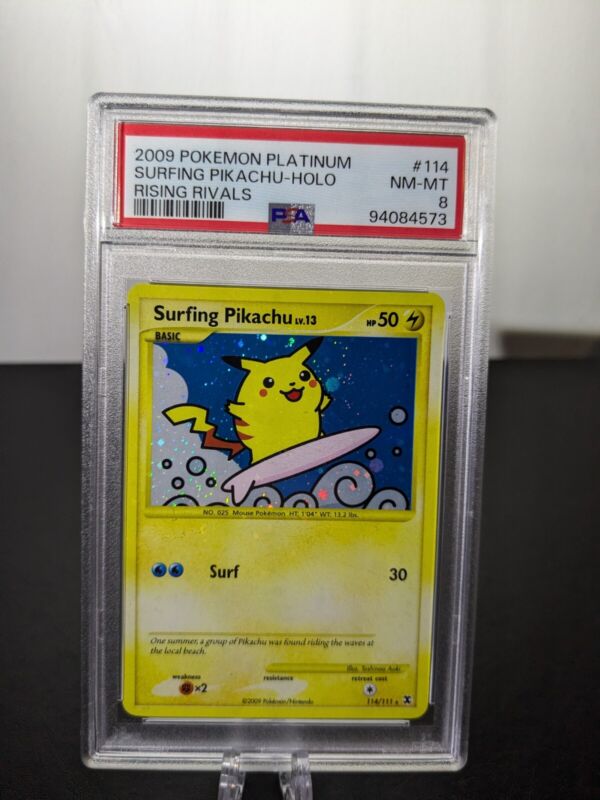 2009 POKEMON PLATINUM #114
SURFING PIKACHU-HOLO NM-MT
RISING RIVALS 8
PSA 94084573
Surfing Pikachu LV.13 HP 50
BASIC
NO. 025 Mouse Pokémon HT: 1'04" WT: 13.2 lbs.
Surf 30
One summer, a group of Pikachu was found riding the waves at
the local beach.
Illus. Toshinao Aoki
weakness resistance retreat cost
×2
©2009 Pokémon/Nintendo 114/111